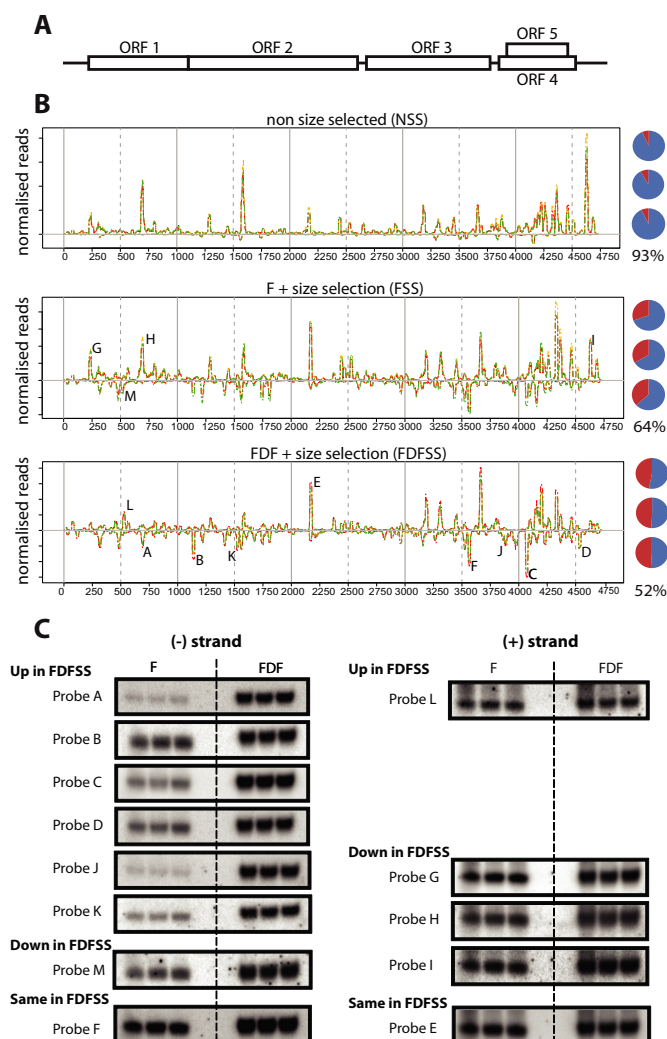 A
ORF 1
ORF 2
ORF 3
ORF 5
ORF 4
B
non size selected (NSS)
normalised reads
0 250 500 750 1000 1250 1500 1750 2000 2250 2500 2750 3000 3250 3500 3750 4000 4250 4500 4750
93%
F + size selection (FSS)
normalised reads
G
H
M
I
0 250 500 750 1000 1250 1500 1750 2000 2250 2500 2750 3000 3250 3500 3750 4000 4250 4500 4750
64%
FDF + size selection (FDFSS)
normalised reads
L
A
B
K
E
F
J
C
D
0 250 500 750 1000 1250 1500 1750 2000 2250 2500 2750 3000 3250 3500 3750 4000 4250 4500 4750
52%
C
(-) strand
Up in FDFSS
F
FDF
Probe A
Probe B
Probe C
Probe D
Probe J
Probe K
Down in FDFSS
Probe M
Same in FDFSS
Probe F
(+) strand
Up in FDFSS
F
FDF
Probe L
Down in FDFSS
Probe G
Probe H
Probe I
Same in FDFSS
Probe E